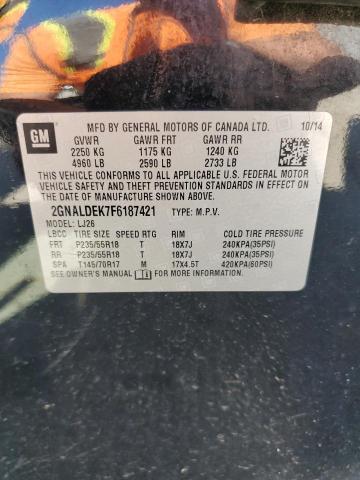 GM
MFD BY GENERAL MOTORS OF CANADA LTD. 10/14
GVWR GAWR FRT GAWR RR
2250 KG 1175 KG 1240 KG
4960 LB 2590 LB 2733 LB
THIS VEHICLE CONFORMS TO ALL APPLICABLE U.S. FEDERAL MOTOR
VEHICLE SAFETY AND THEFT PREVENTION STANDARDS IN EFFECT
ON THE DATE OF MANUFACTURE SHOWN ABOVE.
2GNALDEK7F6187421 TYPE: M.P.V.
MODEL: LJ26
LBCC TIRE SIZE SPEED RTG RIM COLD TIRE PRESSURE
FRT P235/55R18 T 18X7J 240KPA(35PSI)
RR P235/55R18 T 18X7J 240KPA(35PSI)
SPA T145/70R17 M 17X4.5T 420KPA(60PSI)
SEE OWNER'S MANUAL FOR ADDITIONAL INFORMATION.